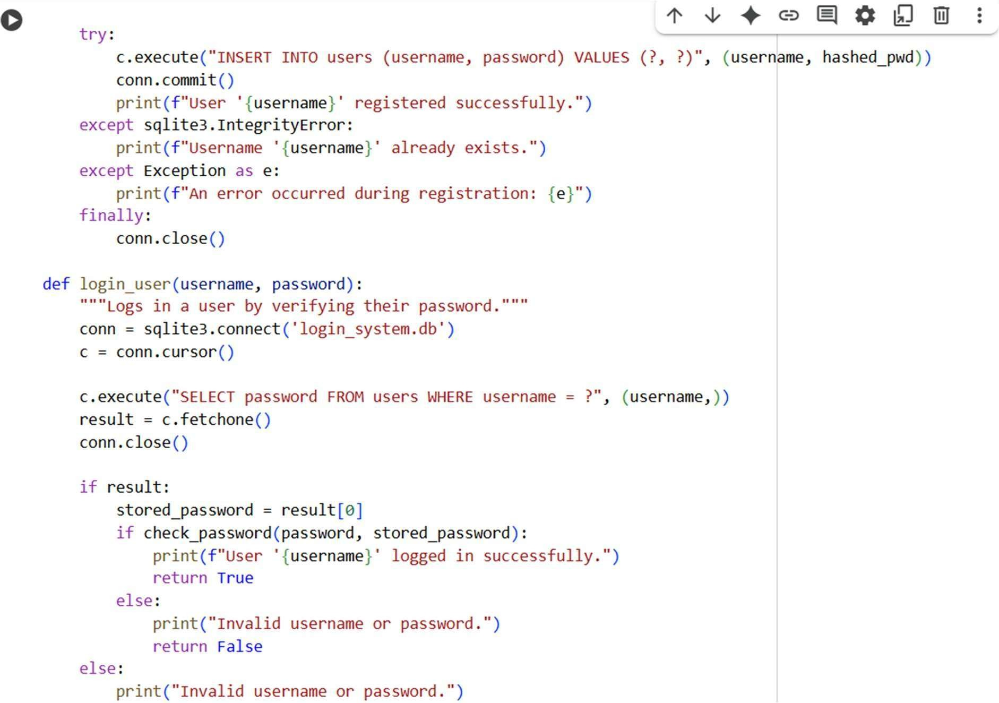 try:
        c.execute("INSERT INTO users (username, password) VALUES (?, ?)", (username, hashed_pwd))
        conn.commit()
        print(f"User '{username}' registered successfully.")
    except sqlite3.IntegrityError:
        print(f"Username '{username}' already exists.")
    except Exception as e:
        print(f"An error occurred during registration: {e}")
    finally:
        conn.close()

def login_user(username, password):
    """Logs in a user by verifying their password."""
    conn = sqlite3.connect('login_system.db')
    c = conn.cursor()

    c.execute("SELECT password FROM users WHERE username = ?", (username,))
    result = c.fetchone()
    conn.close()

    if result:
        stored_password = result[0]
        if check_password(password, stored_password):
            print(f"User '{username}' logged in successfully.")
            return True
        else:
            print("Invalid username or password.")
            return False
    else:
        print("Invalid username or password.")